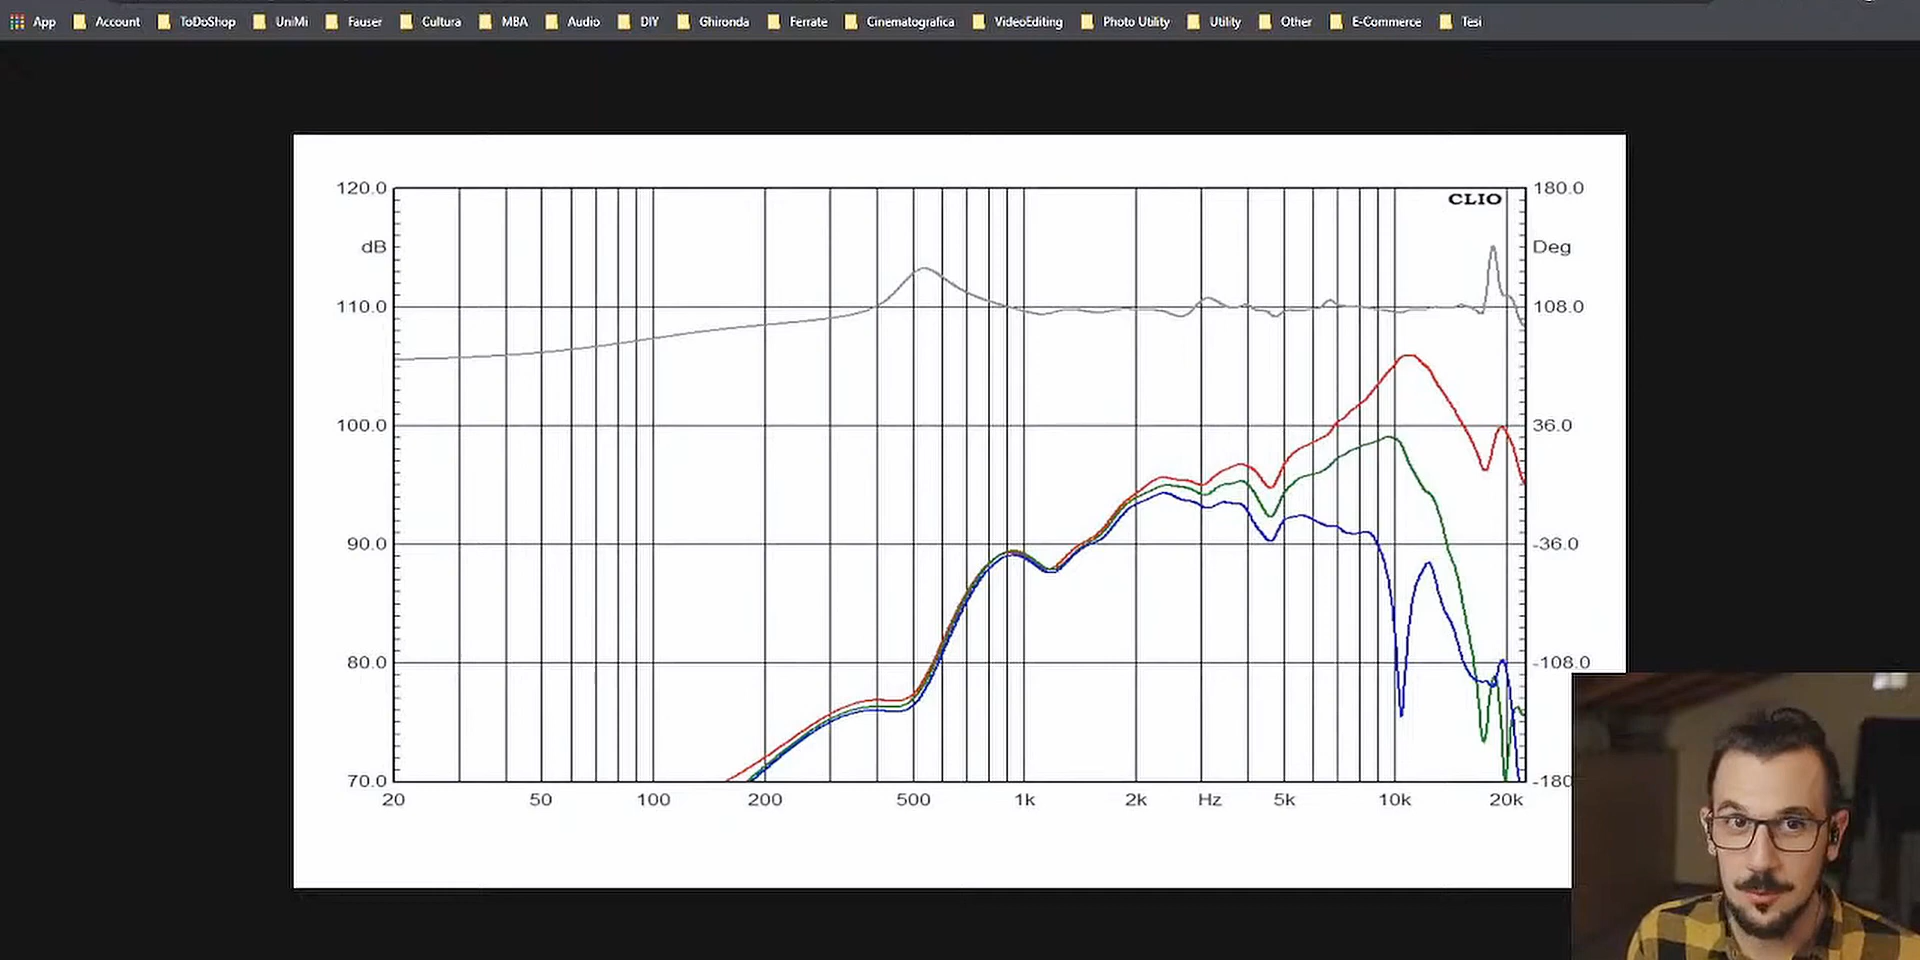 App Account ToDoShop UniMi Fauser Cultura MBA Audio DIY Ghironda Ferrate Cinematografica VideoEditing Photo Utility Utility Other E-Commerce Tesi
120.0 CLIO 180.0
dB Deg
110.0 108.0
100.0 36.0
90.0 -36.0
80.0 -108.0
70.0 -180
20 50 100 200 500 1k 2k Hz 5k 10k 20k